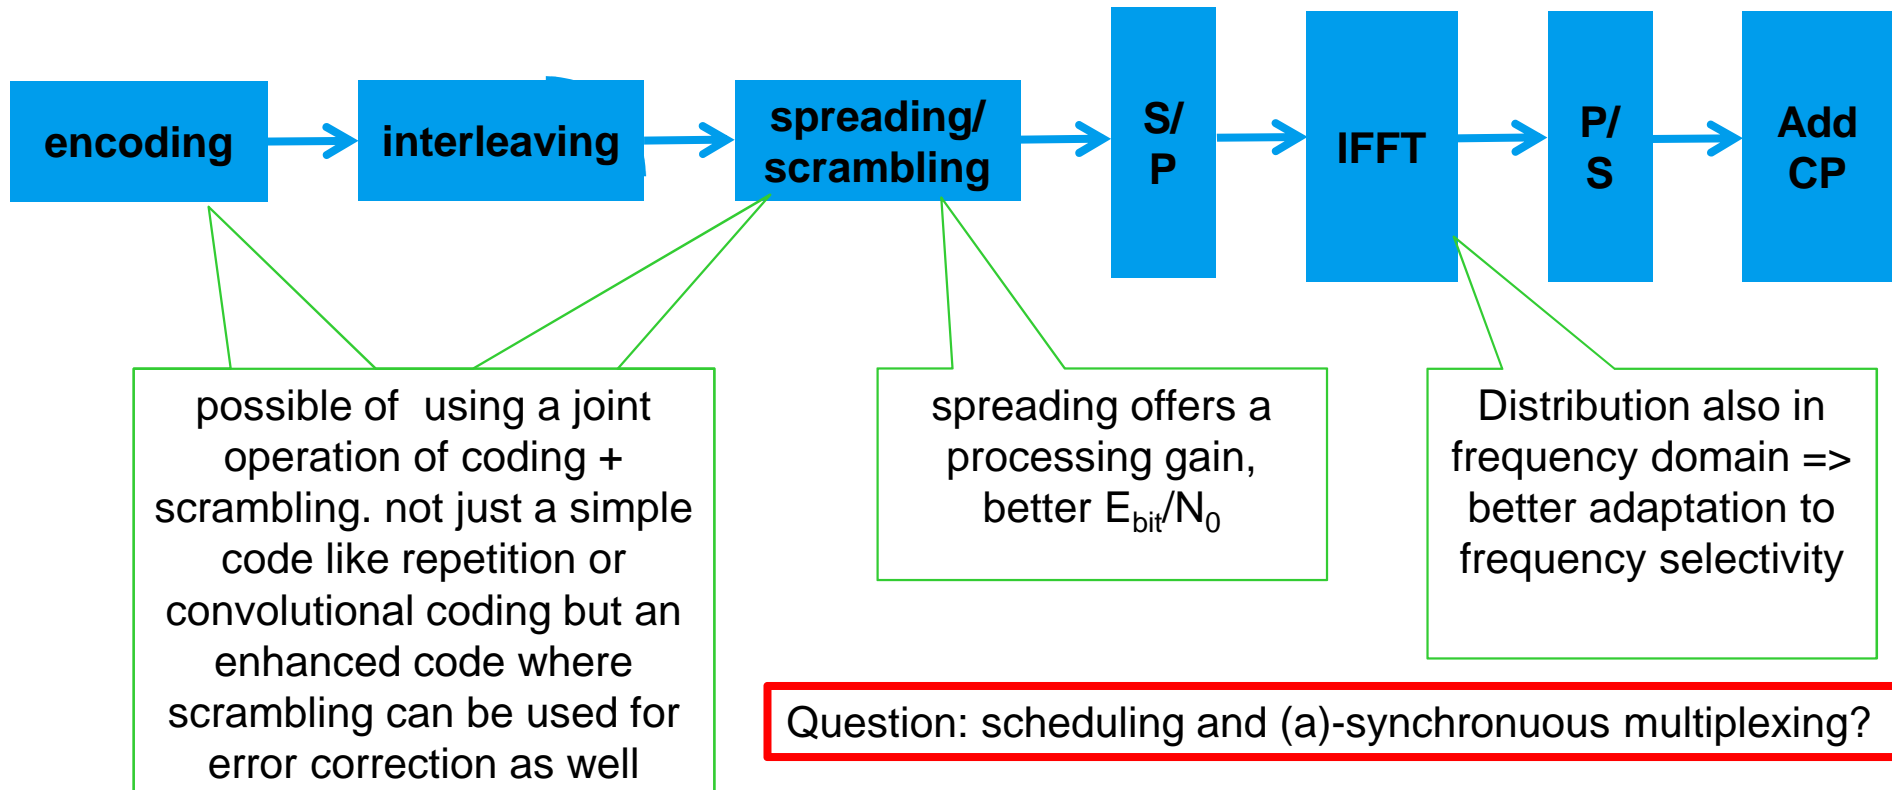 encoding
interleaving
spreading/
scrambling
S/
P
IFFT
P/
S
Add
CP
possible of  using a joint
operation of coding +
scrambling. not just a simple
code like repetition or
convolutional coding but an
enhanced code where
scrambling can be used for
error correction as well
spreading offers a
processing gain,
better E_bit/N_0
Distribution also in
frequency domain =>
better adaptation to
frequency selectivity
Question: scheduling and (a)-synchronuous multiplexing?